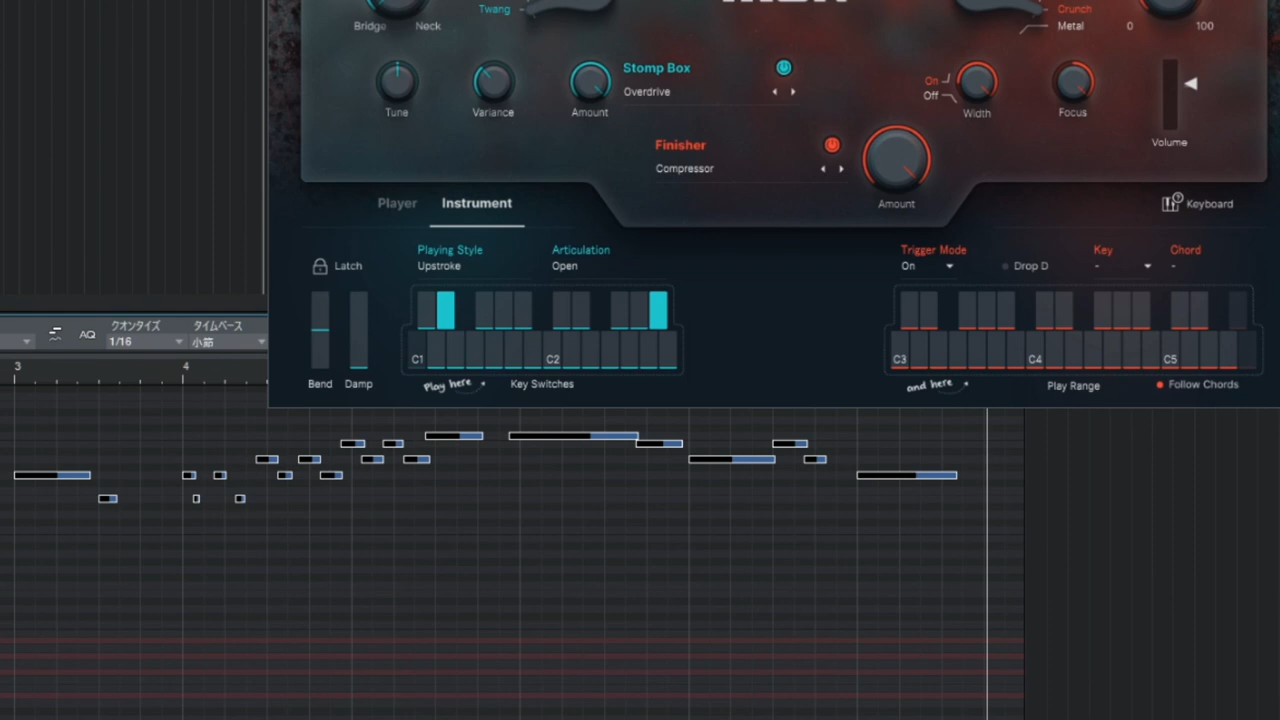 Twang
Bridge
Neck
Crunch
Metal
0
100
Tune
Variance
Amount
Stomp Box
Overdrive
On
Off
Width
Focus
Volume
Finisher
Compressor
Amount
Player
Instrument
Keyboard
Latch
Playing Style
Upstroke
Articulation
Open
Trigger Mode
On
Drop D
Key
-
Chord
-
C1
C2
C3
C4
C5
Bend
Damp
Play here
Key Switches
and here
Play Range
Follow Chords
AQ
クオンタイズ
1/16
タイムベース
小節
3
4